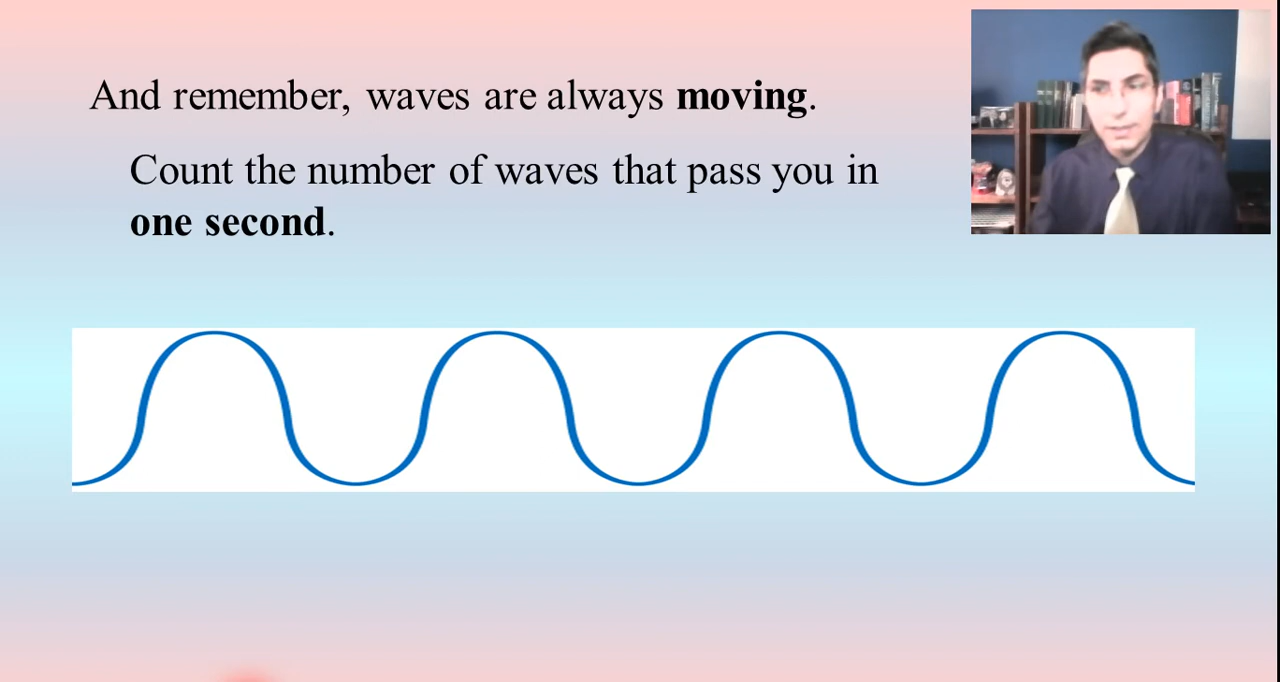 And remember, waves are always moving.
Count the number of waves that pass you in
one second.